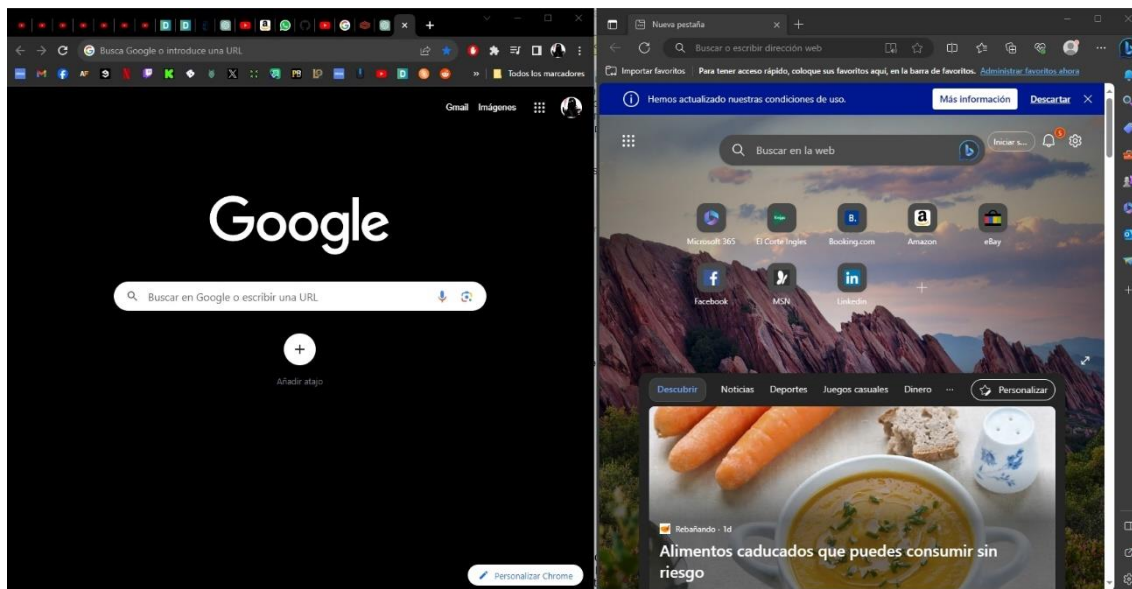 Busca Google o introduce una URL
Todos los marcadores
Gmail Imágenes
Google
Buscar en Google o escribir una URL
Añadir atajo
Personalizar Chrome
Nueva pestaña
Buscar o escribir dirección web
Importar favoritos Para tener acceso rápido, coloque sus favoritos aquí, en la barra de favoritos. Administrar favoritos ahora
Hemos actualizado nuestras condiciones de uso. Más información Descartar
Buscar en la web
Iniciar s... 5
Microsoft 365 El Corte Ingles Booking.com Amazon eBay
Facebook MSN Linkedin
Descubrir Noticias Deportes Juegos casuales Dinero ... Personalizar
Rebañando · 1d
Alimentos caducados que puedes consumir sin
riesgo